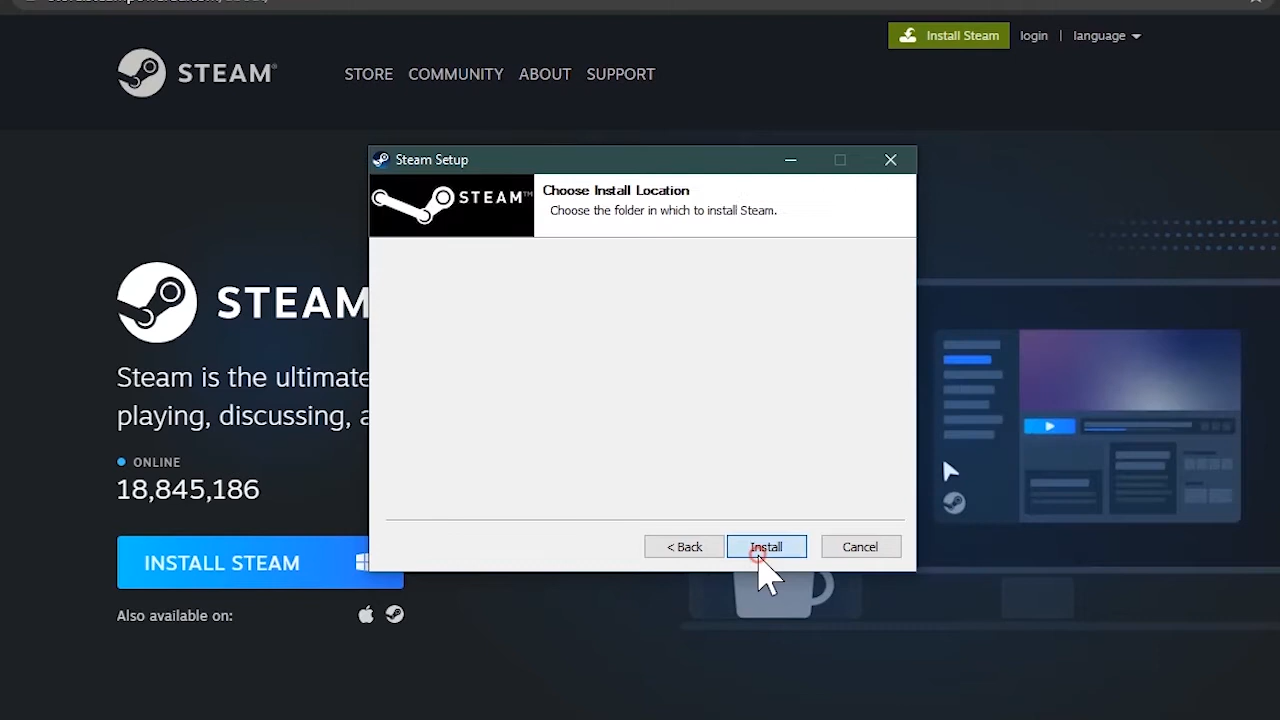 Install Steam
login | language
STEAM®
STORE COMMUNITY ABOUT SUPPORT
Steam Setup
STEAM™
Choose Install Location
Choose the folder in which to install Steam.
STEAM
Steam is the ultimate
playing, discussing,
ONLINE
18,845,186
INSTALL STEAM
Also available on:
< Back
Install
Cancel